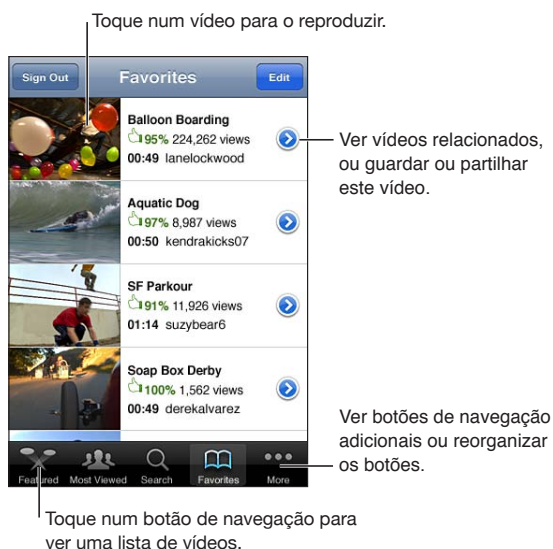 Toque num vídeo para o reproduzir.
Sign Out
Favorites
Edit
Balloon Boarding
95% 224,262 views
00:49 lanelockwood
Ver vídeos relacionados,
ou guardar ou partilhar
este vídeo.
Aquatic Dog
97% 8,987 views
00:50 kendrakicks07
SF Parkour
91% 11,926 views
01:14 suzybear6
Soap Box Derby
100% 1,562 views
00:49 derekalvarez
Ver botões de navegação
adicionais ou reorganizar
os botões.
Featured
Most Viewed
Search
Favorites
More
Toque num botão de navegação para
ver uma lista de vídeos.